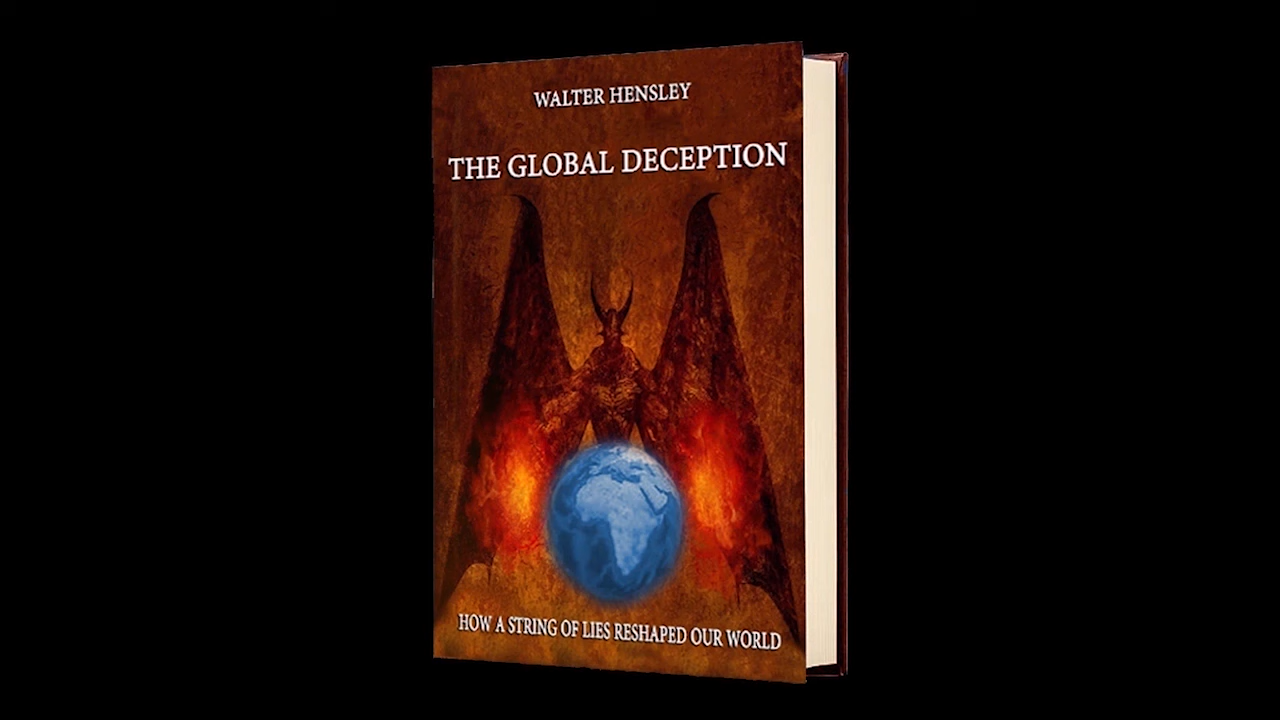 WALTER HENSLEY
THE GLOBAL DECEPTION
HOW A STRING OF LIES RESHAPED OUR WORLD